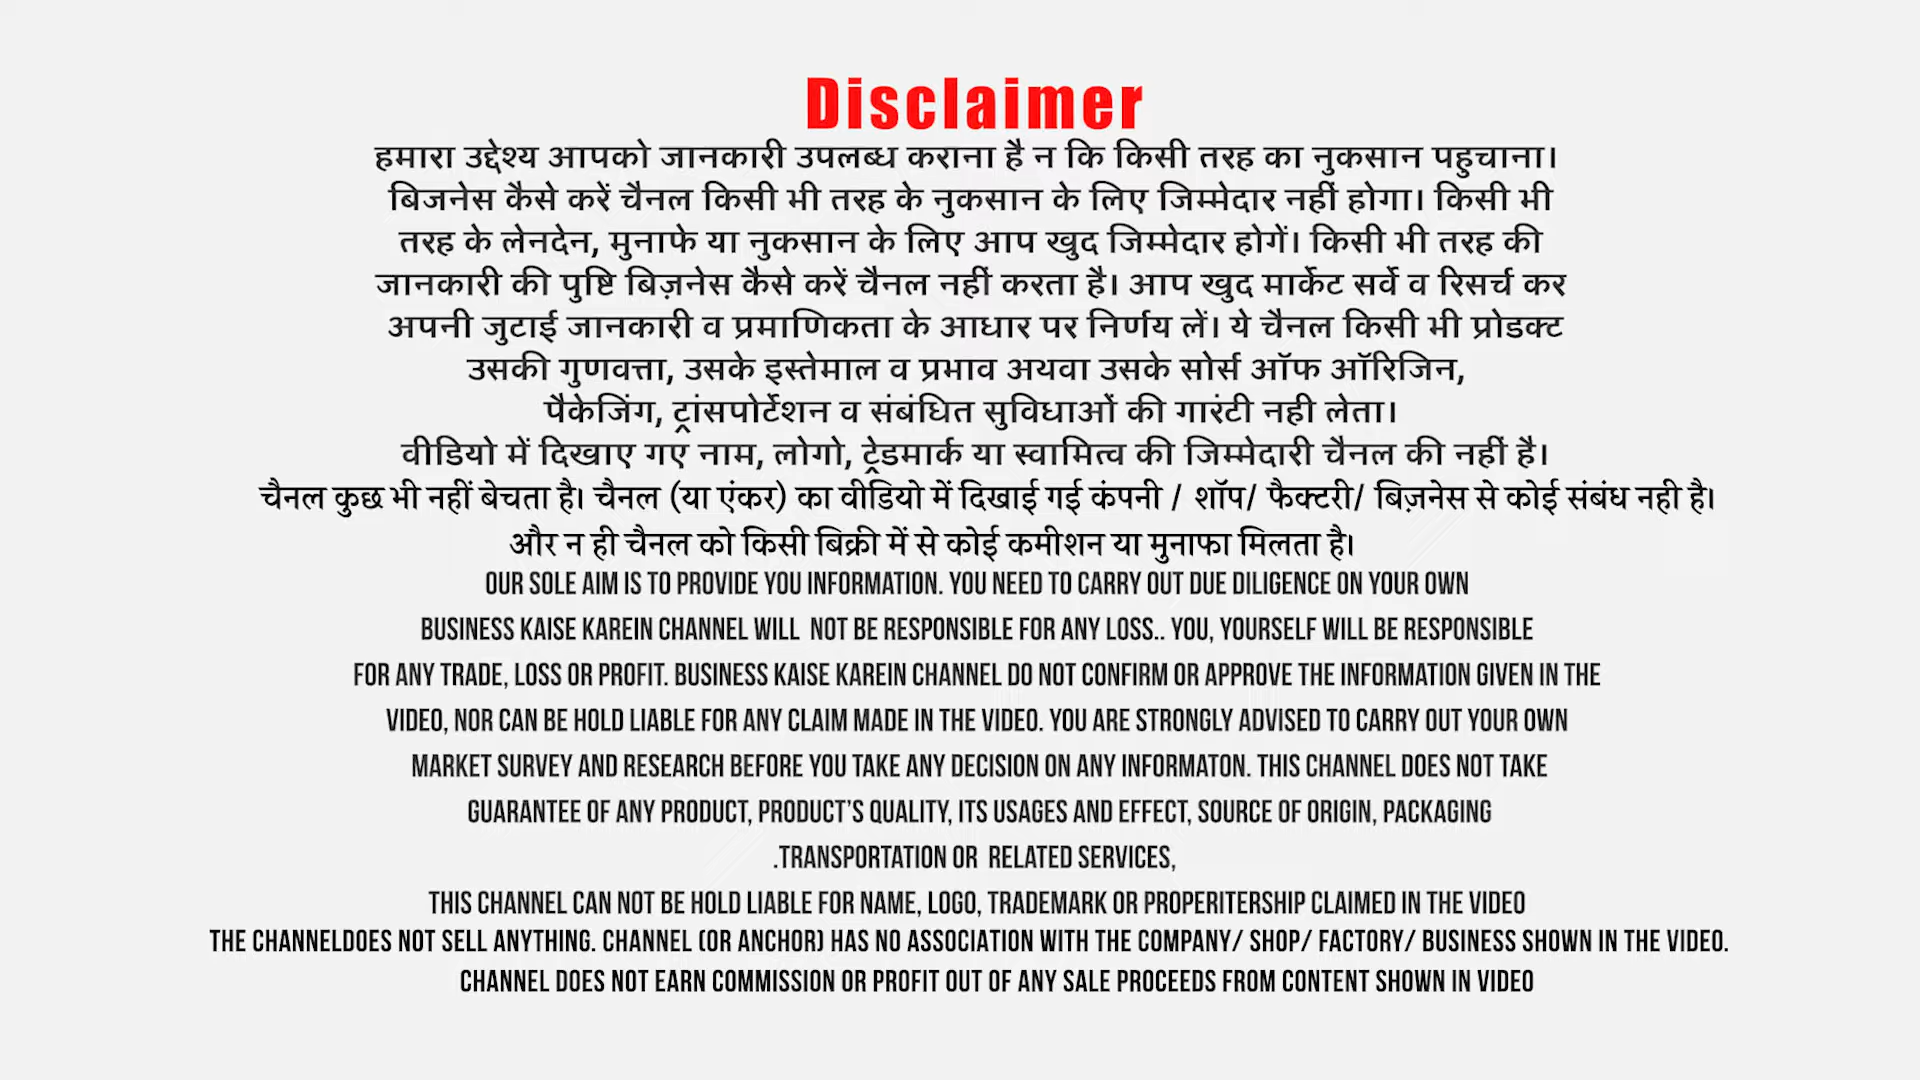 Disclaimer
हमारा उद्देश्य आपको जानकारी उपलब्ध कराना है न कि किसी तरह का नुकसान पहुचाना।
बिजनेस कैसे करें चैनल किसी भी तरह के नुकसान के लिए जिम्मेदार नहीं होगा। किसी भी
तरह के लेनदेन, मुनाफे या नुकसान के लिए आप खुद जिम्मेदार होगें। किसी भी तरह की
जानकारी की पुष्टि बिज़नेस कैसे करें चैनल नहीं करता है। आप खुद मार्केट सर्वे व रिसर्च कर
अपनी जुटाई जानकारी व प्रमाणिकता के आधार पर निर्णय लें। ये चैनल किसी भी प्रोडक्ट
उसकी गुणवत्ता, उसके इस्तेमाल व प्रभाव अथवा उसके सोर्स ऑफ ऑरिजिन,
पैकेजिंग, ट्रांसपोर्टेशन व संबंधित सुविधाओं की गारंटी नही लेता।
वीडियो में दिखाए गए नाम, लोगो, ट्रेडमार्क या स्वामित्व की जिम्मेदारी चैनल की नहीं है।
चैनल कुछ भी नहीं बेचता है। चैनल (या एंकर) का वीडियो में दिखाई गई कंपनी / शॉप/ फैक्टरी/ बिज़नेस से कोई संबंध नही है।
और न ही चैनल को किसी बिक्री में से कोई कमीशन या मुनाफा मिलता है।
OUR SOLE AIM IS TO PROVIDE YOU INFORMATION. YOU NEED TO CARRY OUT DUE DILIGENCE ON YOUR OWN
BUSINESS KAISE KAREIN CHANNEL WILL NOT BE RESPONSIBLE FOR ANY LOSS.. YOU, YOURSELF WILL BE RESPONSIBLE
FOR ANY TRADE, LOSS OR PROFIT. BUSINESS KAISE KAREIN CHANNEL DO NOT CONFIRM OR APPROVE THE INFORMATION GIVEN IN THE
VIDEO, NOR CAN BE HOLD LIABLE FOR ANY CLAIM MADE IN THE VIDEO. YOU ARE STRONGLY ADVISED TO CARRY OUT YOUR OWN
MARKET SURVEY AND RESEARCH BEFORE YOU TAKE ANY DECISION ON ANY INFORMATON. THIS CHANNEL DOES NOT TAKE
GUARANTEE OF ANY PRODUCT, PRODUCT'S QUALITY, ITS USAGES AND EFFECT, SOURCE OF ORIGIN, PACKAGING
.TRANSPORTATION OR RELATED SERVICES,
THIS CHANNEL CAN NOT BE HOLD LIABLE FOR NAME, LOGO, TRADEMARK OR PROPERITERSHIP CLAIMED IN THE VIDEO
THE CHANNELDOES NOT SELL ANYTHING. CHANNEL (OR ANCHOR) HAS NO ASSOCIATION WITH THE COMPANY/ SHOP/ FACTORY/ BUSINESS SHOWN IN THE VIDEO.
CHANNEL DOES NOT EARN COMMISSION OR PROFIT OUT OF ANY SALE PROCEEDS FROM CONTENT SHOWN IN VIDEO